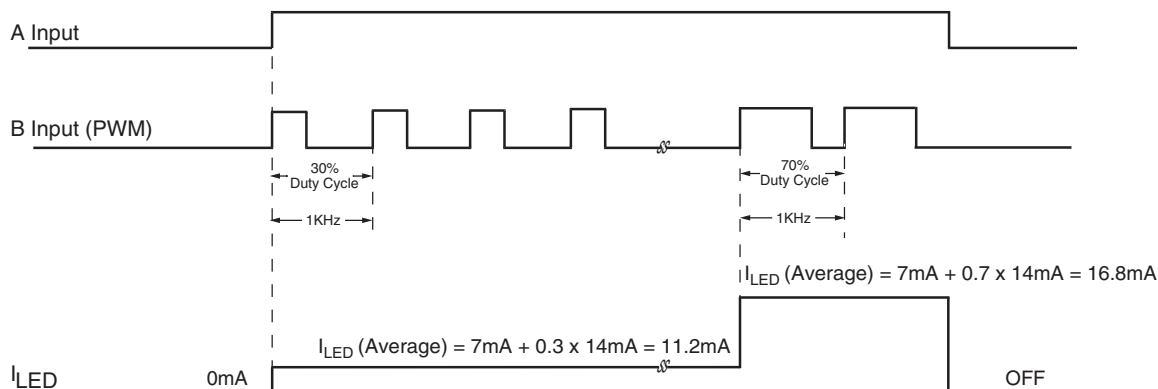 A Input
B Input (PWM)
30%
Duty Cycle
70%
Duty Cycle
1KHz
1KHz
I_LED (Average) = 7mA + 0.7 x 14mA = 16.8mA
I_LED (Average) = 7mA + 0.3 x 14mA = 11.2mA
I_LED
0mA
OFF